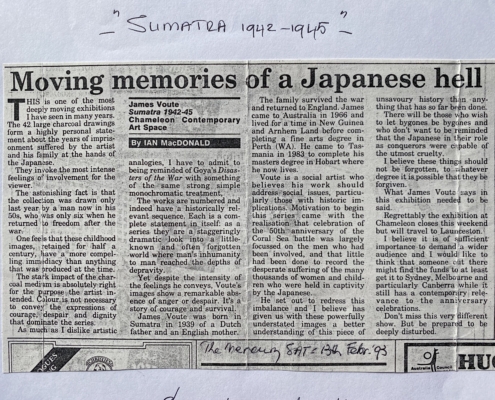 "SUMATRA 1942-1945"
Moving memories of a Japanese hell
THIS is one of the most
deeply moving exhibitions
I have seen in many years.
The 42 large charcoal drawings
form a highly personal state-
ment about the years of impris-
onment suffered by the artist
and his family at the hands of
the Japanese.
They invoke the most intense
feelings of involvement for the
viewer.
The astonishing fact is that
the collection was drawn only
last year by a man now in his
50s, who was only six when he
returned to freedom after the
war.
One feels that these childhood
images, retained for half a
century, have a more compel-
ling immediacy than anything
that was produced at the time.
The stark impact of the char-
coal medium is absolutely right
for the purpose the artist in-
tended. Colour is not necessary
to convey the expressions of
courage, despair and dignity
that dominate the series.
As much as I dislike artistic
James Voute
Sumatra 1942-45
Chameleon Contemporary
Art Space
By IAN MacDONALD
analogies, I have to admit to
being reminded of Goya's Disas-
ters of the War with something
of the same strong simple
monochromatic treatment.
The works are numbered and
indeed have a historically rel-
evant sequence. Each is a com-
plete statement in itself: as a
series they are a staggeringly
dramatic look into a little-
known and often forgotten
world where man's inhumanity
to man reached the depths of
depravity.
Yet despite the intensity of
the feelings he conveys, Voute's
images show a remarkable abs-
ence of anger or despair. It's a
story of courage and survival.
James Voute was born in
Sumatra in 1939 of a Dutch
father and an English mother.
The family survived the war
and returned to England. James
came to Australia in 1966 and
lived for a time in New Guinea
and Arnhem Land before com-
pleting a fine arts degree in
Perth (WA). He came to Tas-
mania in 1983 to complete his
masters degree in Hobart where
he now lives.
Voute is a social artist who
believes his work should
address social issues, particu-
larly those with historic im-
plications. Motivation to begin
this series came with the
realisation that celebration of
the 50th anniversary of the
Coral Sea battle was largely
focused on the men who had
been involved, and that little
had been done to record the
desperate suffering of the many
thousands of women and child-
ren who were held in captivity
by the Japanese.
He set out to redress this
imbalance and I believe has
given us with these powerfully
understated images a better
understanding of this piece of
unsavoury history than any-
thing that has so far been done.
There will be those who wish
to let bygones be bygones and
who don't want to be reminded
that the Japanese in their role
as conquerors were capable of
the utmost cruelty.
I believe these things should
not be forgotten, to whatever
degree it is possible that they be
forgiven.
What James Voute says in
this exhibition needed to be
said.
Regrettably the exhibition at
Chameleon closes this weekend
but will travel to Launceston.
I believe it is of sufficient
importance to demand a wider
audience and I would like to
think that someone out there
might find the funds to at least
get it to Sydney, Melbourne and
particularly Canberra while it
still has a contemporary rele-
vance to the anniversary
celebrations.
Don't miss this very different
show. But be prepared to be
deeply disturbed.
The Mercury SAT - 13th Febr. 93
Australia Council
HU